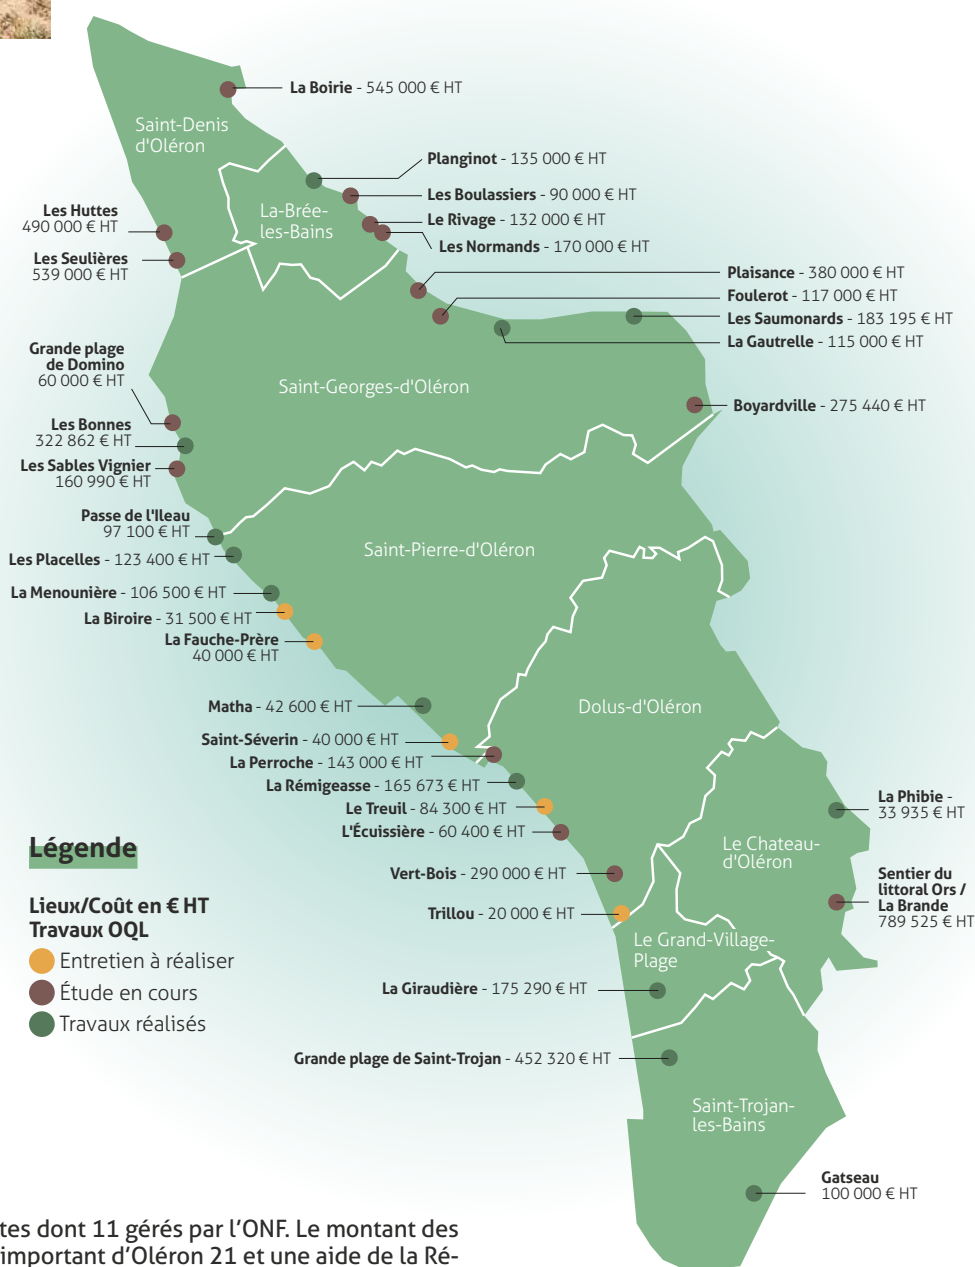 La Boirie - 545 000 € HT
Saint-Denis
d'Oléron
Planginot - 135 000 € HT
Les Boulassiers - 90 000 € HT
Le Rivage - 132 000 € HT
Les Normands - 170 000 € HT
La-Brée-
les-Bains
Les Huttes
490 000 € HT
Les Seulières
539 000 € HT
Plaisance - 380 000 € HT
Foulerot - 117 000 € HT
Les Saumonards - 183 195 € HT
La Gautrelle - 115 000 € HT
Grande plage
de Domino
60 000 € HT
Saint-Georges-d'Oléron
Boyardville - 275 440 € HT
Les Bonnes
322 862 € HT
Les Sables Vignier
160 990 € HT
Passe de l'Ileau
97 100 € HT
Les Placelles - 123 400 € HT
Saint-Pierre-d'Oléron
La Menounière - 106 500 € HT
La Biroire - 31 500 € HT
La Fauche-Prère
40 000 € HT
Matha - 42 600 € HT
Dolus-d'Oléron
Saint-Séverin - 40 000 € HT
La Perroche - 143 000 € HT
La Rémigeasse - 165 673 € HT
Le Treuil - 84 300 € HT
L'Écuissière - 60 400 € HT
La Phibie -
33 935 € HT
Le Chateau-
d'Oléron
Vert-Bois - 290 000 € HT
Sentier du
littoral Ors /
La Brande
789 525 € HT
Trillou - 20 000 € HT
Le Grand-Village-
Plage
La Giraudière - 175 290 € HT
Grande plage de Saint-Trojan - 452 320 € HT
Saint-Trojan-
les-Bains
Gatseau
100 000 € HT
Légende
Lieux/Coût en € HT
Travaux OQL
Entretien à réaliser
Étude en cours
Travaux réalisés
tes dont 11 gérés par l'ONF. Le montant des
important d'Oléron 21 et une aide de la Ré-